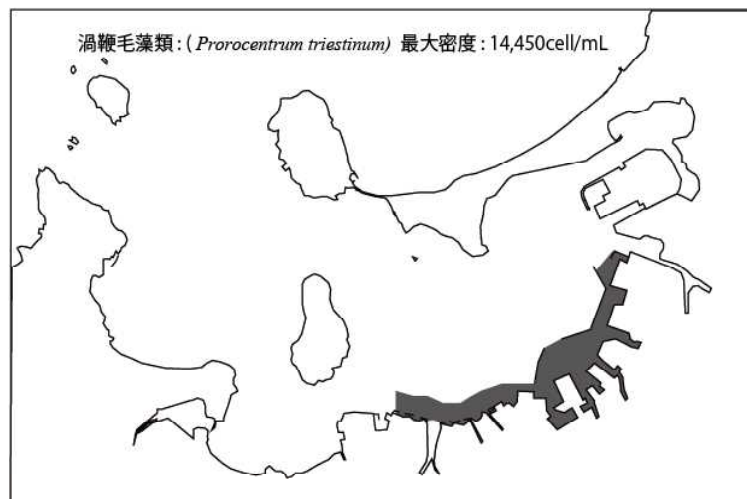 渦鞭毛藻類 : ( Prorocentrum triestinum) 最大密度 : 14,450cell/mL